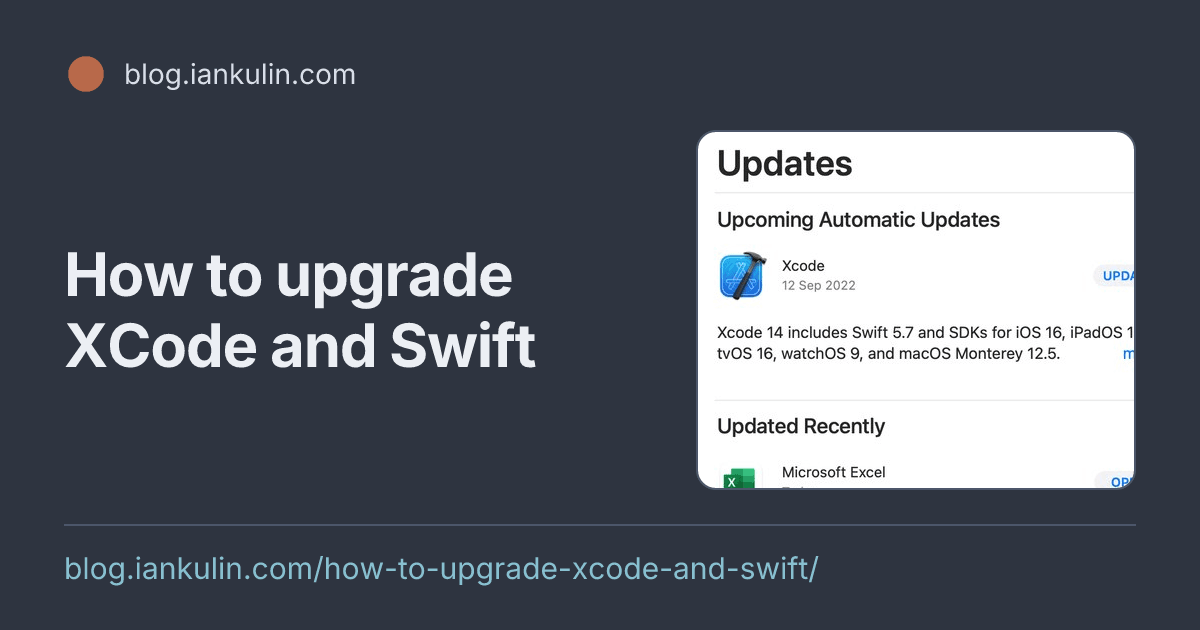 blog.iankulin.com
How to upgrade
XCode and Swift
Updates
Upcoming Automatic Updates
Xcode
12 Sep 2022
UPDA
Xcode 14 includes Swift 5.7 and SDKs for iOS 16, iPadOS 1
tvOS 16, watchOS 9, and macOS Monterey 12.5.
m
Updated Recently
Microsoft Excel
OP
blog.iankulin.com/how-to-upgrade-xcode-and-swift/